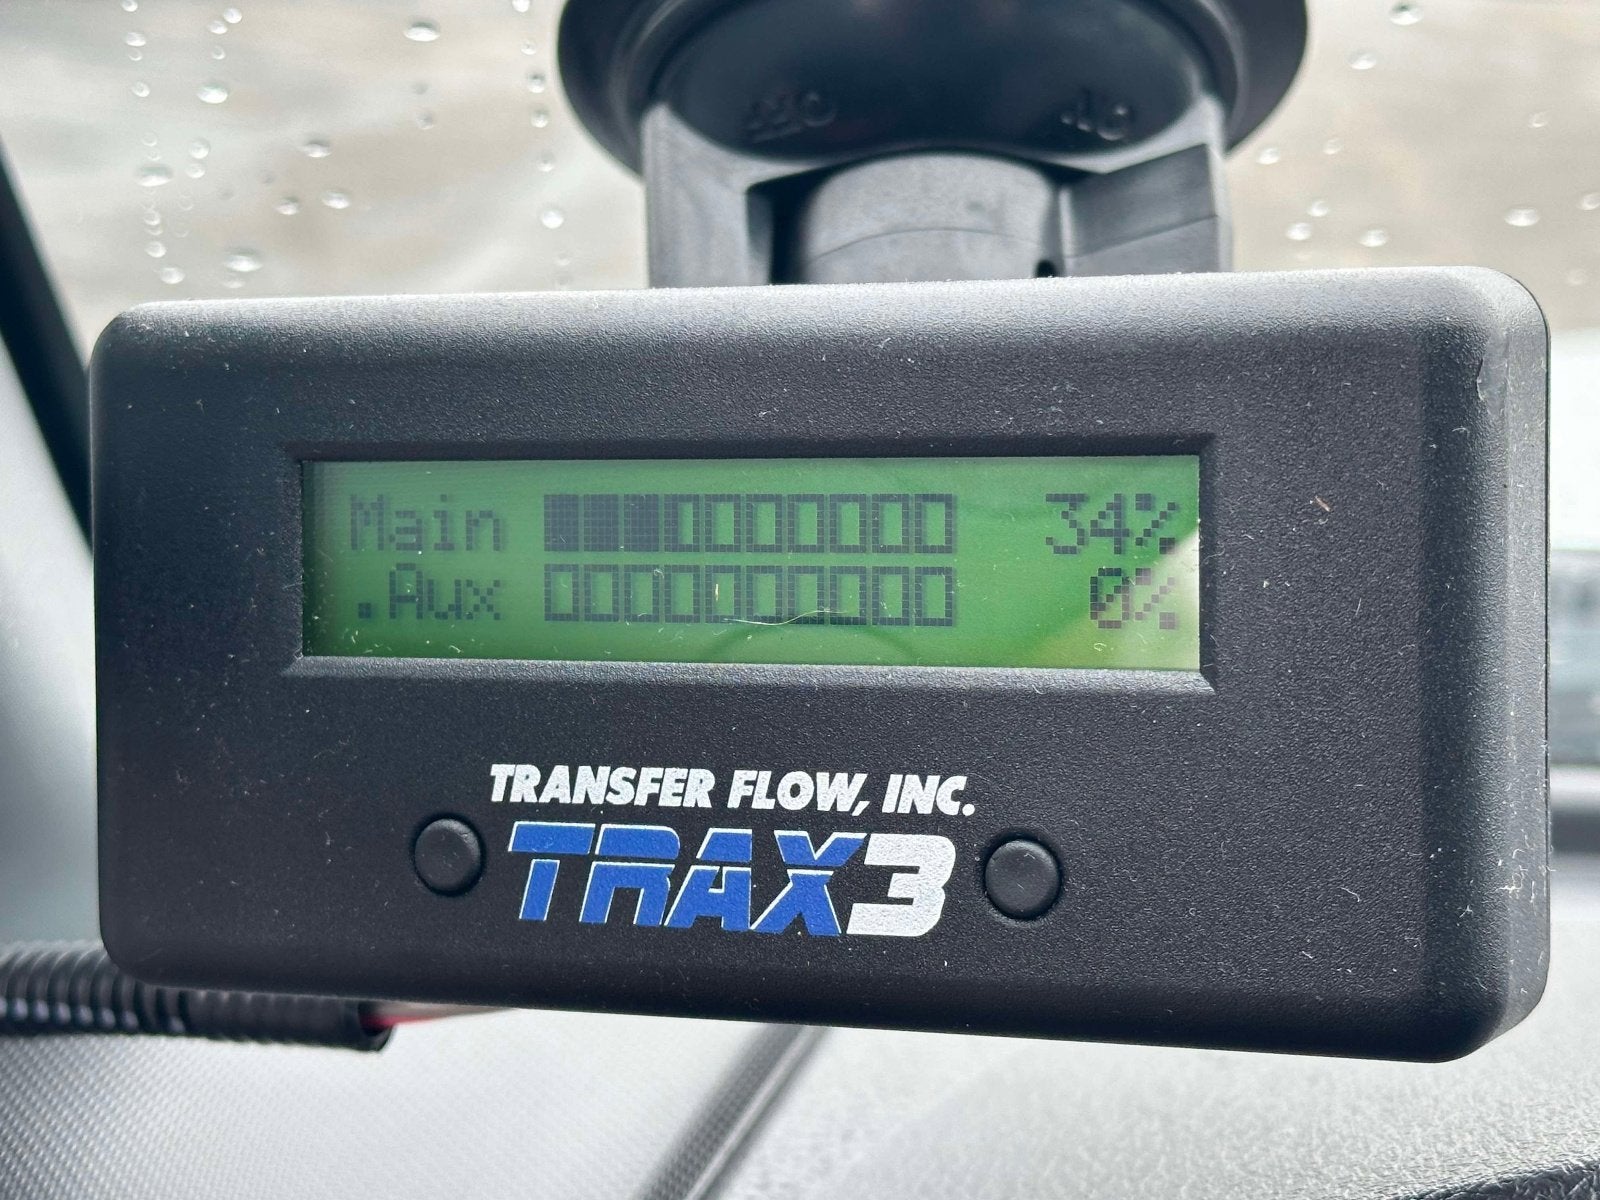 Main 34%
.Aux 0%
TRANSFER FLOW, INC.
TRAX3